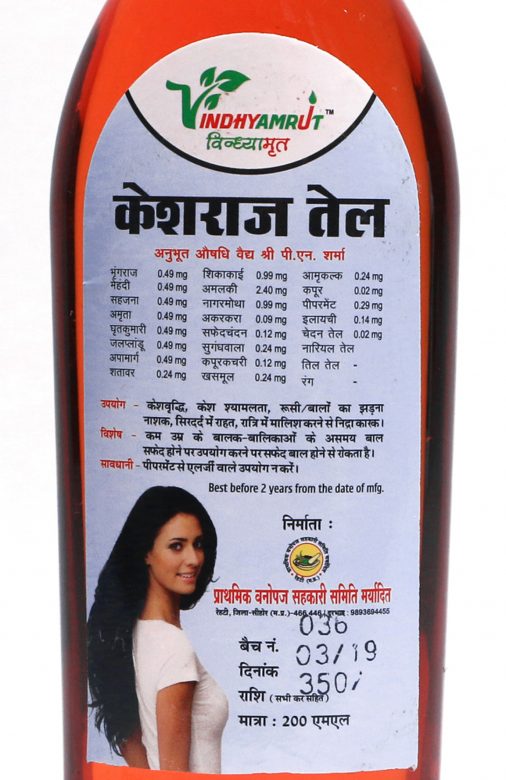 VINDHYAMRUT™
विन्ध्यामृत
केशराज तेल
अनुभूत औषधि वैद्य श्री पी.एन. शर्मा
भृंगराज 0.49 mg शिकाकाई 0.99 mg आमृकल्क 0.24 mg
मेंहदी 0.49 mg अमलकी 2.40 mg कपूर 0.02 mg
सहजना 0.49 mg नागरमोथा 0.99 mg पीपरमेंट 0.29 mg
अमृता 0.49 mg अकरकरा 0.09 mg इलायची 0.14 mg
घृतकुमारी 0.49 mg सफेदचंदन 0.12 mg चेदन तेल 0.02 mg
जलप्लांडू 0.49 mg सुगंधवाला 0.24 mg नारियल तेल
अपामार्ग 0.49 mg कपूरकचरी 0.12 mg तिल तेल -
शतावर 0.24 mg खसमूल 0.24 mg रंग -
उपयोग - केशवृद्धि, केश श्यामलता, रूसी/बालों का झड़ना
नाशक, सिरदर्द में राहत, रात्रि में मालिश करने से निद्रा कारक।
विशेष - कम उम्र के बालक-बालिकाओं के असमय बाल
सफेद होने पर उपयोग करने पर सफेद बाल होने से रोकता है।
सावधानी - पीपरमेंट से एलर्जी वाले उपयोग न करें।
Best before 2 years from the date of mfg.
निर्माता :
प्राथमिक वनोपज सहकारी समिति मर्यादित
रेहटी, जिला-सीहोर (म.प्र.)-466 446 / दूरभाष : 9893694455
बैच नं. 036
दिनांक 03/19
राशि (सभी कर सहित) 350/
मात्रा : 200 एमएल